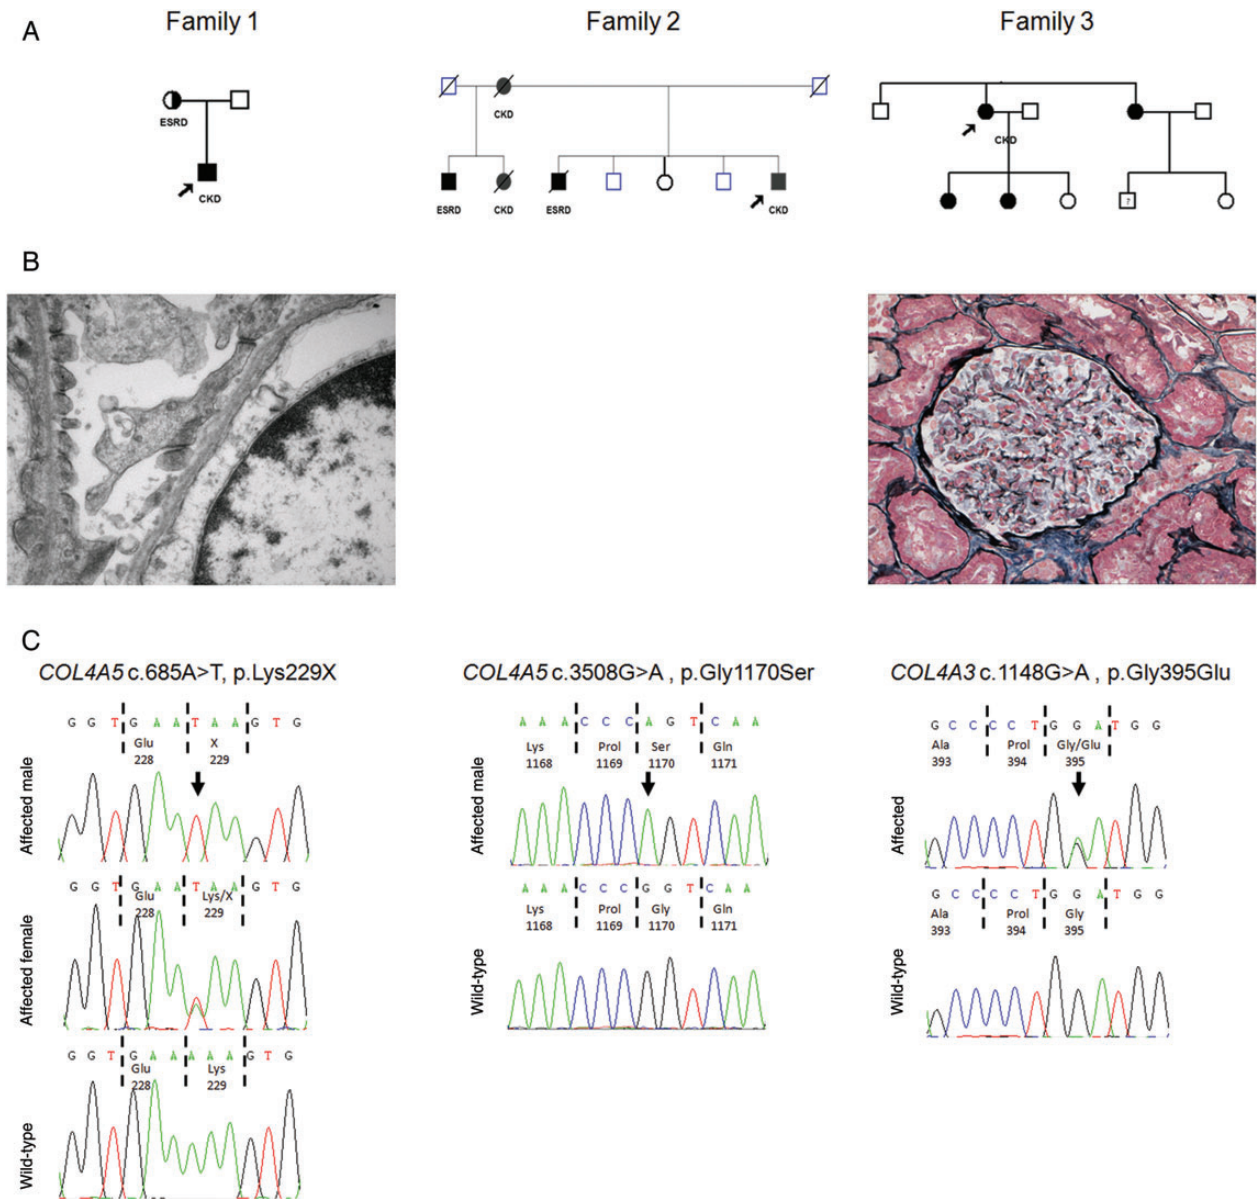 A
Family 1
Family 2
Family 3
ESRD
CKD
CKD
ESRD
CKD
ESRD
CKD
CKD
?
B
C
COL4A5 c.685A>T, p.Lys229X
COL4A5 c.3508G>A , p.Gly1170Ser
COL4A3 c.1148G>A , p.Gly395Glu
Affected male
G G T G A A T A A G T G
Glu X
228 229
Affected female
G G T G A A T A A G T G
Glu Lys/X
228 229
Wild-type
G G T G A A A A A G T G
Glu Lys
228 229
Affected male
A A A C C C A G T C A A
Lys Prol Ser Gln
1168 1169 1170 1171
Wild-type
A A A C C C G G T C A A
Lys Prol Gly Gln
1168 1169 1170 1171
Affected
G C C C C T G G A T G G
Ala Prol Gly/Glu
393 394 395
Wild-type
G C C C C T G G A T G G
Ala Prol Gly
393 394 395